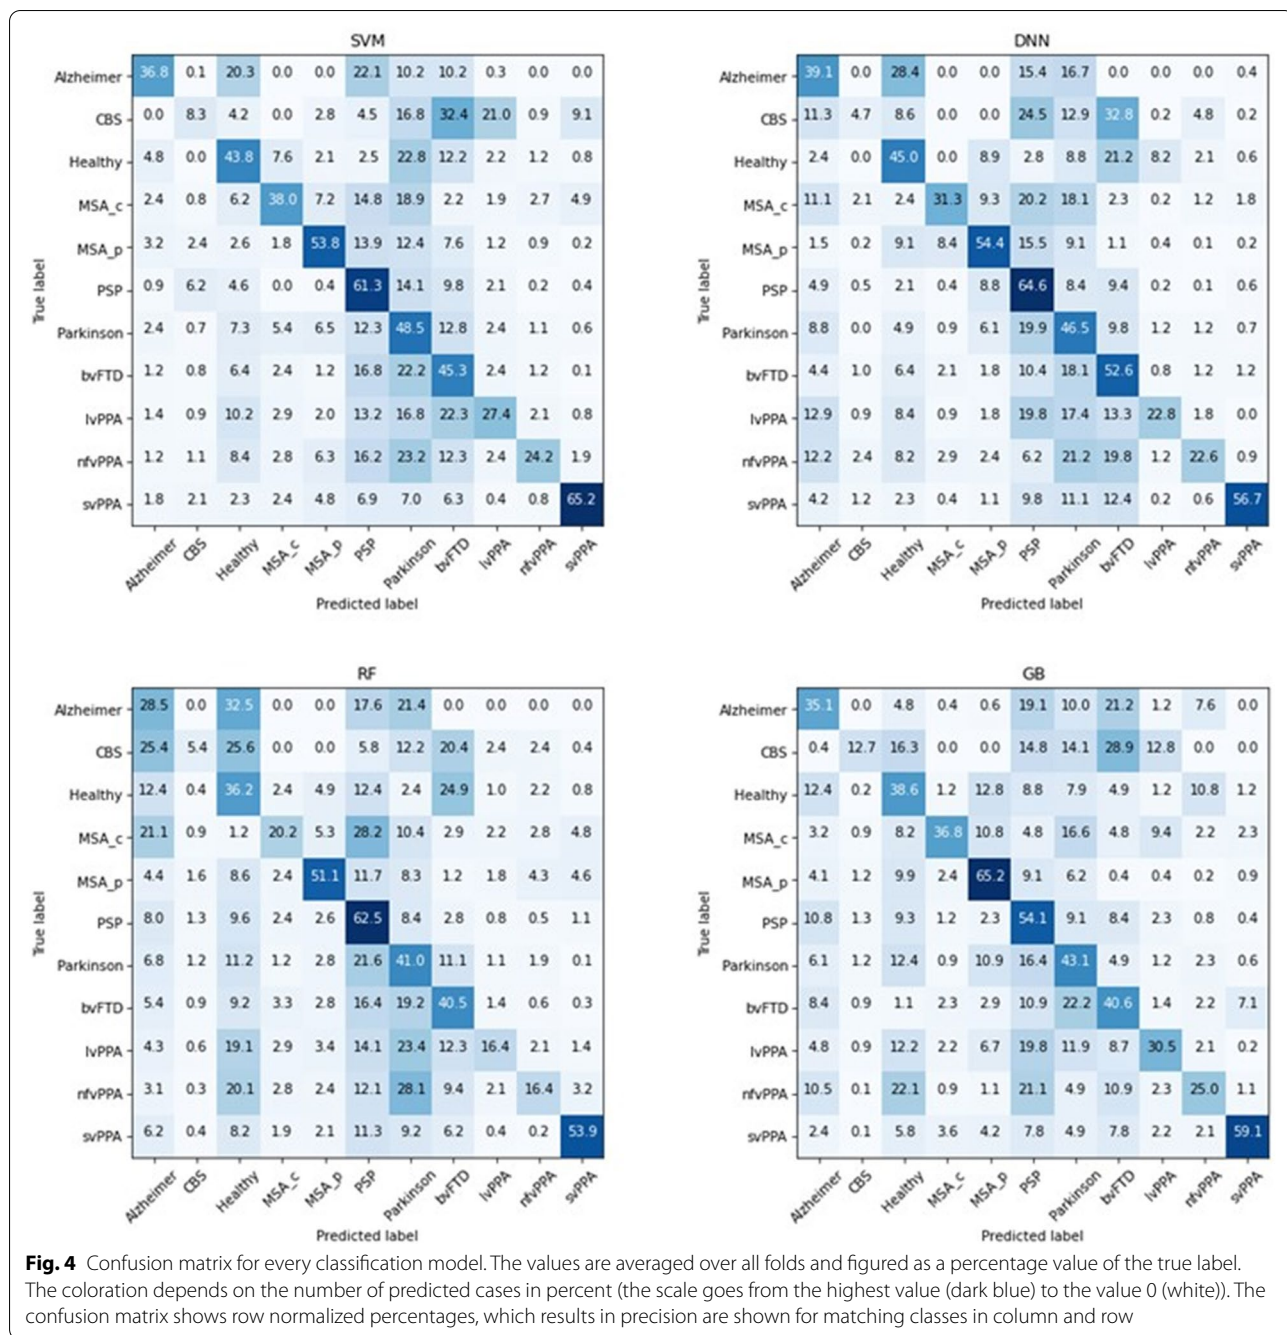 SVM
Alzheimer 36.8 0.1 20.3 0.0 0.0 22.1 10.2 10.2 0.3 0.0 0.0
CBS 0.0 8.3 4.2 0.0 2.8 4.5 16.8 32.4 21.0 0.9 9.1
Healthy 4.8 0.0 43.8 7.6 2.1 2.5 22.8 12.2 2.2 1.2 0.8
MSA_c 2.4 0.8 6.2 38.0 7.2 14.8 18.9 2.2 1.9 2.7 4.9
MSA_p 3.2 2.4 2.6 1.8 53.8 13.9 12.4 7.6 1.2 0.9 0.2
PSP 0.9 6.2 4.6 0.0 0.4 61.3 14.1 9.8 2.1 0.2 0.4
Parkinson 2.4 0.7 7.3 5.4 6.5 12.3 48.5 12.8 2.4 1.1 0.6
bvFTD 1.2 0.8 6.4 2.4 1.2 16.8 22.2 45.3 2.4 1.2 0.1
lvPPA 1.4 0.9 10.2 2.9 2.0 13.2 16.8 22.3 27.4 2.1 0.8
nfvPPA 1.2 1.1 8.4 2.8 6.3 16.2 23.2 12.3 2.4 24.2 1.9
svPPA 1.8 2.1 2.3 2.4 4.8 6.9 7.0 6.3 0.4 0.8 65.2
True label
Alzheimer CBS Healthy MSA_c MSA_p PSP Parkinson bvFTD lvPPA nfvPPA svPPA
Predicted label
DNN
Alzheimer 39.1 0.0 28.4 0.0 0.0 15.4 16.7 0.0 0.0 0.0 0.4
CBS 11.3 4.7 8.6 0.0 0.0 24.5 12.9 32.8 0.2 4.8 0.2
Healthy 2.4 0.0 45.0 0.0 8.9 2.8 8.8 21.2 8.2 2.1 0.6
MSA_c 11.1 2.1 2.4 31.3 9.3 20.2 18.1 2.3 0.2 1.2 1.8
MSA_p 1.5 0.2 9.1 8.4 54.4 15.5 9.1 1.1 0.4 0.1 0.2
PSP 4.9 0.5 2.1 0.4 8.8 64.6 8.4 9.4 0.2 0.1 0.6
Parkinson 8.8 0.0 4.9 0.9 6.1 19.9 46.5 9.8 1.2 1.2 0.7
bvFTD 4.4 1.0 6.4 2.1 1.8 10.4 18.1 52.6 0.8 1.2 1.2
lvPPA 12.9 0.9 8.4 0.9 1.8 19.8 17.4 13.3 22.8 1.8 0.0
nfvPPA 12.2 2.4 8.2 2.9 2.4 6.2 21.2 19.8 1.2 22.6 0.9
svPPA 4.2 1.2 2.3 0.4 1.1 9.8 11.1 12.4 0.2 0.6 56.7
True label
Alzheimer CBS Healthy MSA_c MSA_p PSP Parkinson bvFTD lvPPA nfvPPA svPPA
Predicted label
RF
Alzheimer 28.5 0.0 32.5 0.0 0.0 17.6 21.4 0.0 0.0 0.0 0.0
CBS 25.4 5.4 25.6 0.0 0.0 5.8 12.2 20.4 2.4 2.4 0.4
Healthy 12.4 0.4 36.2 2.4 4.9 12.4 2.4 24.9 1.0 2.2 0.8
MSA_c 21.1 0.9 1.2 20.2 5.3 28.2 10.4 2.9 2.2 2.8 4.8
MSA_p 4.4 1.6 8.6 2.4 51.1 11.7 8.3 1.2 1.8 4.3 4.6
PSP 8.0 1.3 9.6 2.4 2.6 62.5 8.4 2.8 0.8 0.5 1.1
Parkinson 6.8 1.2 11.2 1.2 2.8 21.6 41.0 11.1 1.1 1.9 0.1
bvFTD 5.4 0.9 9.2 3.3 2.8 16.4 19.2 40.5 1.4 0.6 0.3
lvPPA 4.3 0.6 19.1 2.9 3.4 14.1 23.4 12.3 16.4 2.1 1.4
nfvPPA 3.1 0.3 20.1 2.8 2.4 12.1 28.1 9.4 2.1 16.4 3.2
svPPA 6.2 0.4 8.2 1.9 2.1 11.3 9.2 6.2 0.4 0.2 53.9
True label
Alzheimer CBS Healthy MSA_c MSA_p PSP Parkinson bvFTD lvPPA nfvPPA svPPA
Predicted label
GB
Alzheimer 35.1 0.0 4.8 0.4 0.6 19.1 10.0 21.2 1.2 7.6 0.0
CBS 0.4 12.7 16.3 0.0 0.0 14.8 14.1 28.9 12.8 0.0 0.0
Healthy 12.4 0.2 38.6 1.2 12.8 8.8 7.9 4.9 1.2 10.8 1.2
MSA_c 3.2 0.9 8.2 36.8 10.8 4.8 16.6 4.8 9.4 2.2 2.3
MSA_p 4.1 1.2 9.9 2.4 65.2 9.1 6.2 0.4 0.4 0.2 0.9
PSP 10.8 1.3 9.3 1.2 2.3 54.1 9.1 8.4 2.3 0.8 0.4
Parkinson 6.1 1.2 12.4 0.9 10.9 16.4 43.1 4.9 1.2 2.3 0.6
bvFTD 8.4 0.9 1.1 2.3 2.9 10.9 22.2 40.6 1.4 2.2 7.1
lvPPA 4.8 0.9 12.2 2.2 6.7 19.8 11.9 8.7 30.5 2.1 0.2
nfvPPA 10.5 0.1 22.1 0.9 1.1 21.1 4.9 10.9 2.3 25.0 1.1
svPPA 2.4 0.1 5.8 3.6 4.2 7.8 4.9 7.8 2.2 2.1 59.1
True label
Alzheimer CBS Healthy MSA_c MSA_p PSP Parkinson bvFTD lvPPA nfvPPA svPPA
Predicted label
Fig. 4 Confusion matrix for every classification model. The values are averaged over all folds and figured as a percentage value of the true label.
The coloration depends on the number of predicted cases in percent (the scale goes from the highest value (dark blue) to the value 0 (white)). The
confusion matrix shows row normalized percentages, which results in precision are shown for matching classes in column and row